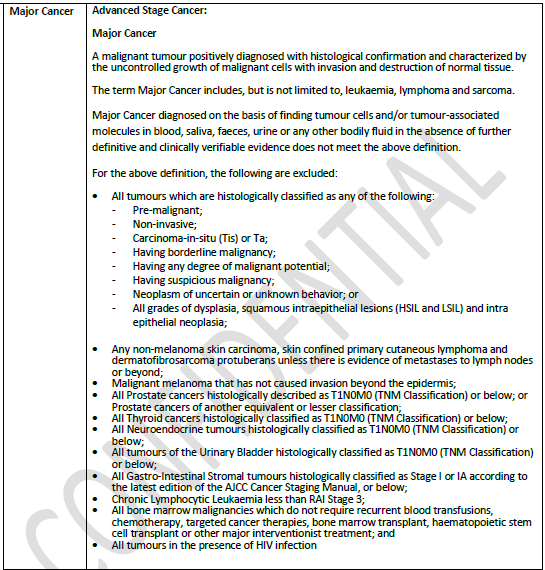 Major Cancer
Advanced Stage Cancer:
Major Cancer
A malignant tumour positively diagnosed with histological confirmation and characterized by
the uncontrolled growth of malignant cells with invasion and destruction of normal tissue.
The term Major Cancer includes, but is not limited to, leukaemia, lymphoma and sarcoma.
Major Cancer diagnosed on the basis of finding tumour cells and/or tumour-associated
molecules in blood, saliva, faeces, urine or any other bodily fluid in the absence of further
definitive and clinically verifiable evidence does not meet the above definition.
For the above definition, the following are excluded:
• All tumours which are histologically classified as any of the following:
- Pre-malignant;
- Non-invasive;
- Carcinoma-in-situ (Tis) or Ta;
- Having borderline malignancy;
- Having any degree of malignant potential;
- Having suspicious malignancy;
- Neoplasm of uncertain or unknown behavior; or
- All grades of dysplasia, squamous intraepithelial lesions (HSIL and LSIL) and intra
epithelial neoplasia;
• Any non-melanoma skin carcinoma, skin confined primary cutaneous lymphoma and
dermatofibrosarcoma protuberans unless there is evidence of metastases to lymph nodes
or beyond;
• Malignant melanoma that has not caused invasion beyond the epidermis;
• All Prostate cancers histologically described as T1N0M0 (TNM Classification) or below; or
Prostate cancers of another equivalent or lesser classification;
• All Thyroid cancers histologically classified as T1N0M0 (TNM Classification) or below;
• All Neuroendocrine tumours histologically classified as T1N0M0 (TNM Classification) or
below;
• All tumours of the Urinary Bladder histologically classified as T1N0M0 (TNM Classification)
or below;
• All Gastro-Intestinal Stromal tumours histologically classified as Stage I or IA according to
the latest edition of the AJCC Cancer Staging Manual, or below;
• Chronic Lymphocytic Leukaemia less than RAI Stage 3;
• All bone marrow malignancies which do not require recurrent blood transfusions,
chemotherapy, targeted cancer therapies, bone marrow transplant, haematopoietic stem
cell transplant or other major interventionist treatment; and
• All tumours in the presence of HIV infection
CONFIDENTIAL